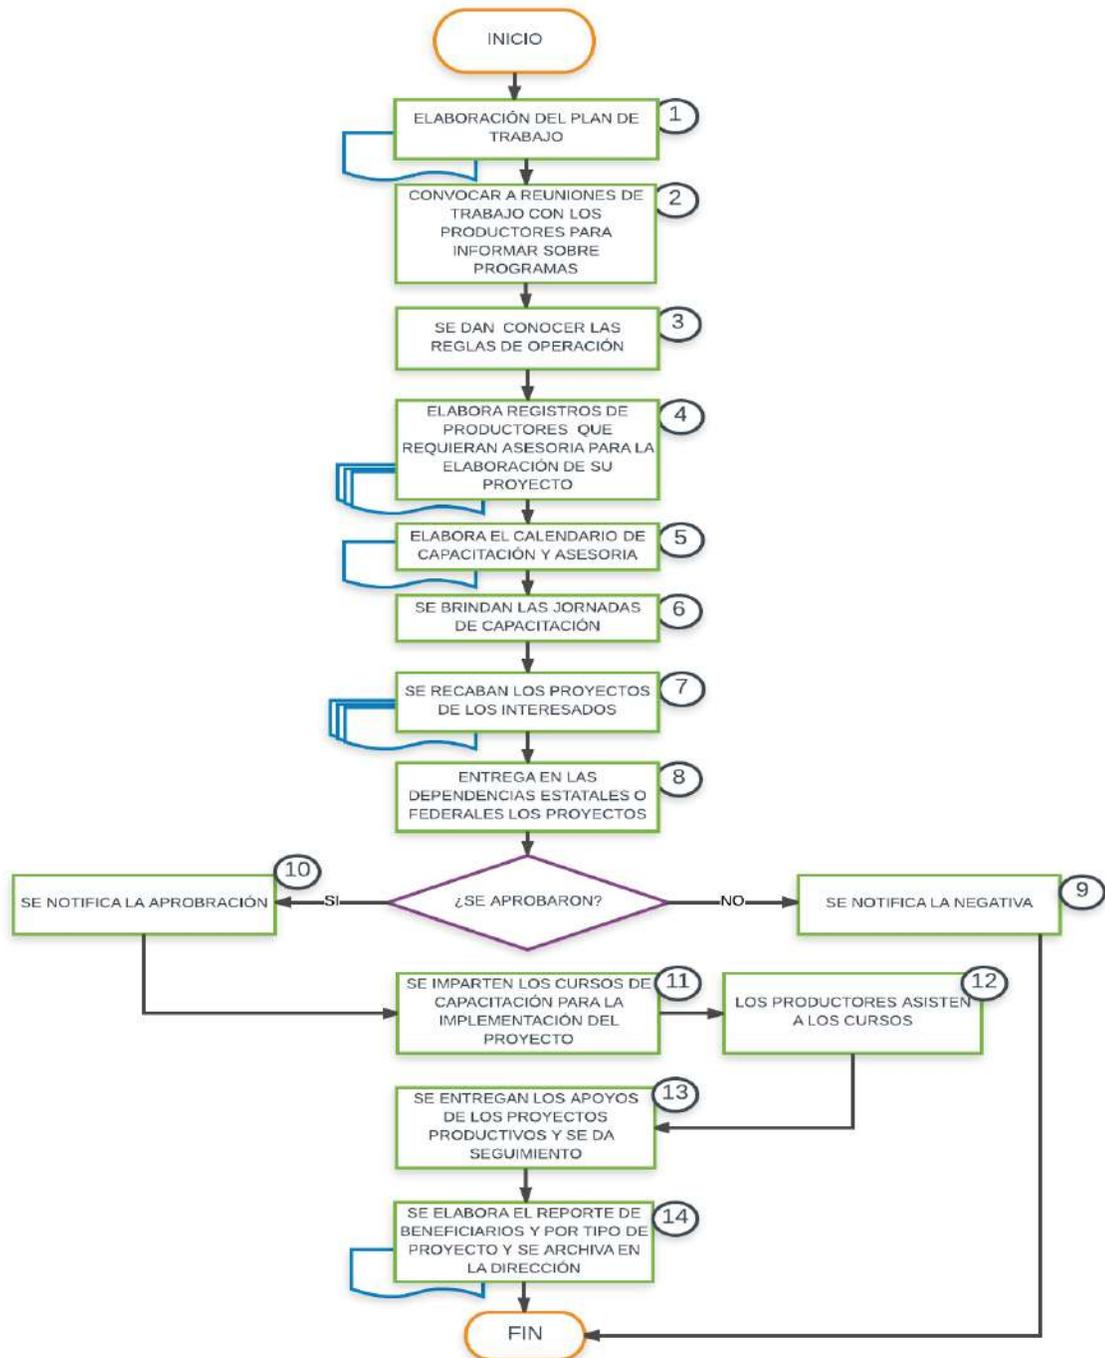 INICIO
1
ELABORACIÓN DEL PLAN DE
TRABAJO
2
CONVOCAR A REUNIONES DE
TRABAJO CON LOS
PRODUCTORES PARA
INFORMAR SOBRE
PROGRAMAS
3
SE DAN CONOCER LAS
REGLAS DE OPERACIÓN
4
ELABORA REGISTROS DE
PRODUCTORES QUE
REQUIERAN ASESORIA PARA LA
ELABORACIÓN DE SU
PROYECTO
5
ELABORA EL CALENDARIO DE
CAPACITACIÓN Y ASESORIA
6
SE BRINDAN LAS JORNADAS
DE CAPACITACIÓN
7
SE RECABAN LOS PROYECTOS
DE LOS INTERESADOS
8
ENTREGA EN LAS
DEPENDENCIAS ESTATALES O
FEDERALES LOS PROYECTOS
10
SE NOTIFICA LA APROBRACIÓN
SI
¿SE APROBARON?
NO
9
SE NOTIFICA LA NEGATIVA
11
SE IMPARTEN LOS CURSOS DE
CAPACITACIÓN PARA LA
IMPLEMENTACIÓN DEL
PROYECTO
12
LOS PRODUCTORES ASISTEN
A LOS CURSOS
13
SE ENTREGAN LOS APOYOS
DE LOS PROYECTOS
PRODUCTIVOS Y SE DA
SEGUIMIENTO
14
SE ELABORA EL REPORTE DE
BENEFICIARIOS Y POR TIPO DE
PROYECTO Y SE ARCHIVA EN
LA DIRECCIÓN
FIN